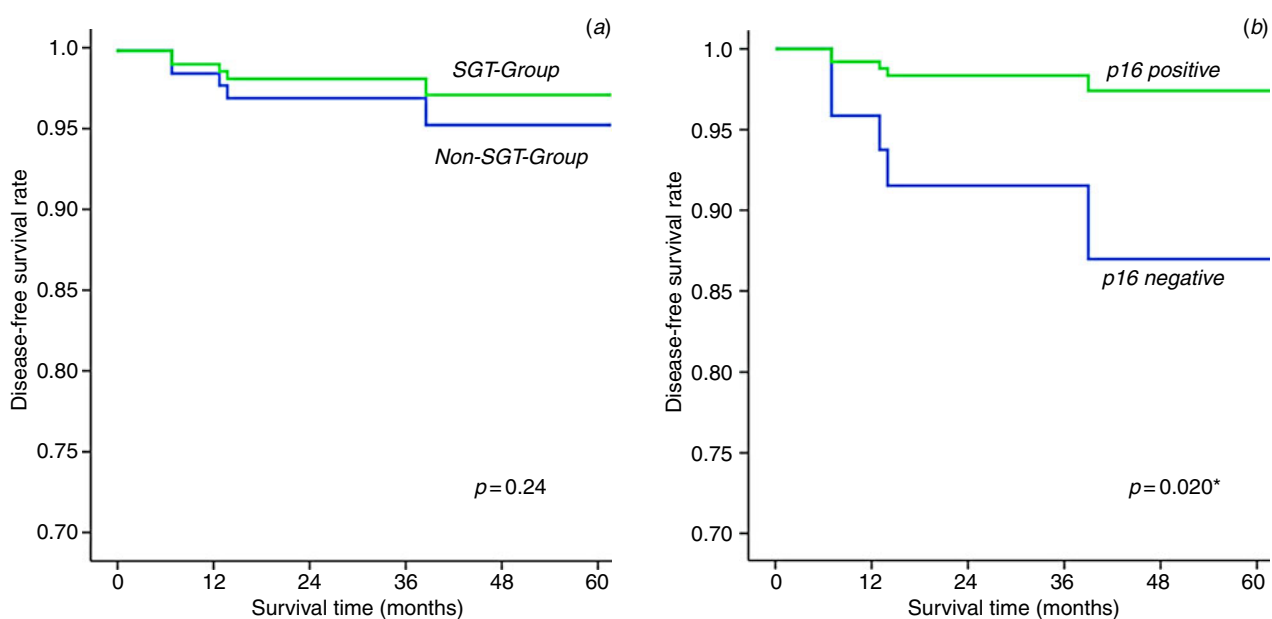 (a)
Disease-free survival rate
1.0
0.95
0.90
0.85
0.80
0.75
0.70
SGT-Group
Non-SGT-Group
p=0.24
0 12 24 36 48 60
Survival time (months)
(b)
Disease-free survival rate
1.0
0.95
0.90
0.85
0.80
0.75
0.70
p16 positive
p16 negative
p=0.020*
0 12 24 36 48 60
Survival time (months)